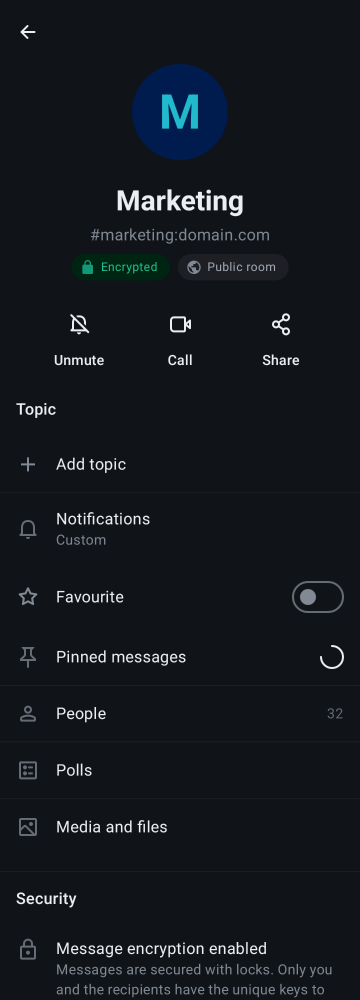 M
Marketing
#marketing:domain.com
Encrypted
Public room
Unmute
Call
Share
Topic
Add topic
Notifications
Custom
Favourite
Pinned messages
People
32
Polls
Media and files
Security
Message encryption enabled
Messages are secured with locks. Only you
and the recipients have the unique keys to